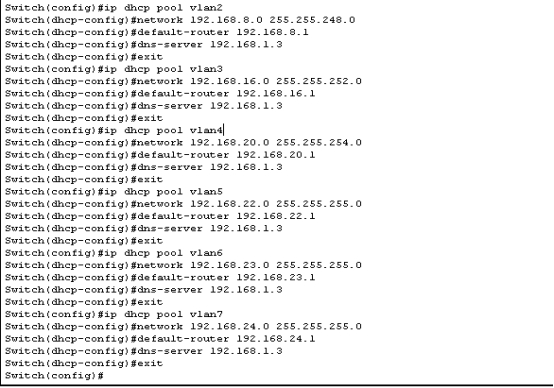 Switch(config)#ip dhcp pool vlan2
Switch(dhcp-config)#network 192.168.8.0 255.255.248.0
Switch(dhcp-config)#default-router 192.168.8.1
Switch(dhcp-config)#dns-server 192.168.1.3
Switch(dhcp-config)#exit
Switch(config)#ip dhcp pool vlan3
Switch(dhcp-config)#network 192.168.16.0 255.255.252.0
Switch(dhcp-config)#default-router 192.168.16.1
Switch(dhcp-config)#dns-server 192.168.1.3
Switch(dhcp-config)#exit
Switch(config)#ip dhcp pool vlan4
Switch(dhcp-config)#network 192.168.20.0 255.255.254.0
Switch(dhcp-config)#default-router 192.168.20.1
Switch(dhcp-config)#dns-server 192.168.1.3
Switch(dhcp-config)#exit
Switch(config)#ip dhcp pool vlan5
Switch(dhcp-config)#network 192.168.22.0 255.255.255.0
Switch(dhcp-config)#default-router 192.168.22.1
Switch(dhcp-config)#dns-server 192.168.1.3
Switch(dhcp-config)#exit
Switch(config)#ip dhcp pool vlan6
Switch(dhcp-config)#network 192.168.23.0 255.255.255.0
Switch(dhcp-config)#default-router 192.168.23.1
Switch(dhcp-config)#dns-server 192.168.1.3
Switch(dhcp-config)#exit
Switch(config)#ip dhcp pool vlan7
Switch(dhcp-config)#network 192.168.24.0 255.255.255.0
Switch(dhcp-config)#default-router 192.168.24.1
Switch(dhcp-config)#dns-server 192.168.1.3
Switch(dhcp-config)#exit
Switch(config)#